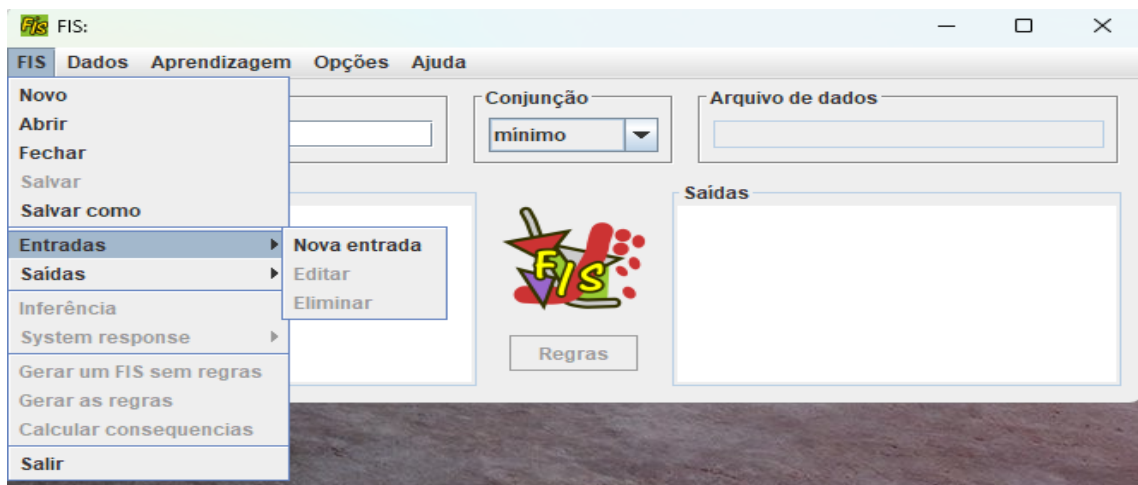 FIS FIS:
FIS Dados Aprendizagem Opções Ajuda
Novo
Abrir
Fechar
Salvar
Salvar como
Entradas
Saídas
Inferência
System response
Gerar um FIS sem regras
Gerar as regras
Calcular consequencias
Salir
Nova entrada
Editar
Eliminar
Conjunção
mínimo
Arquivo de dados
FIS
Regras
Saídas